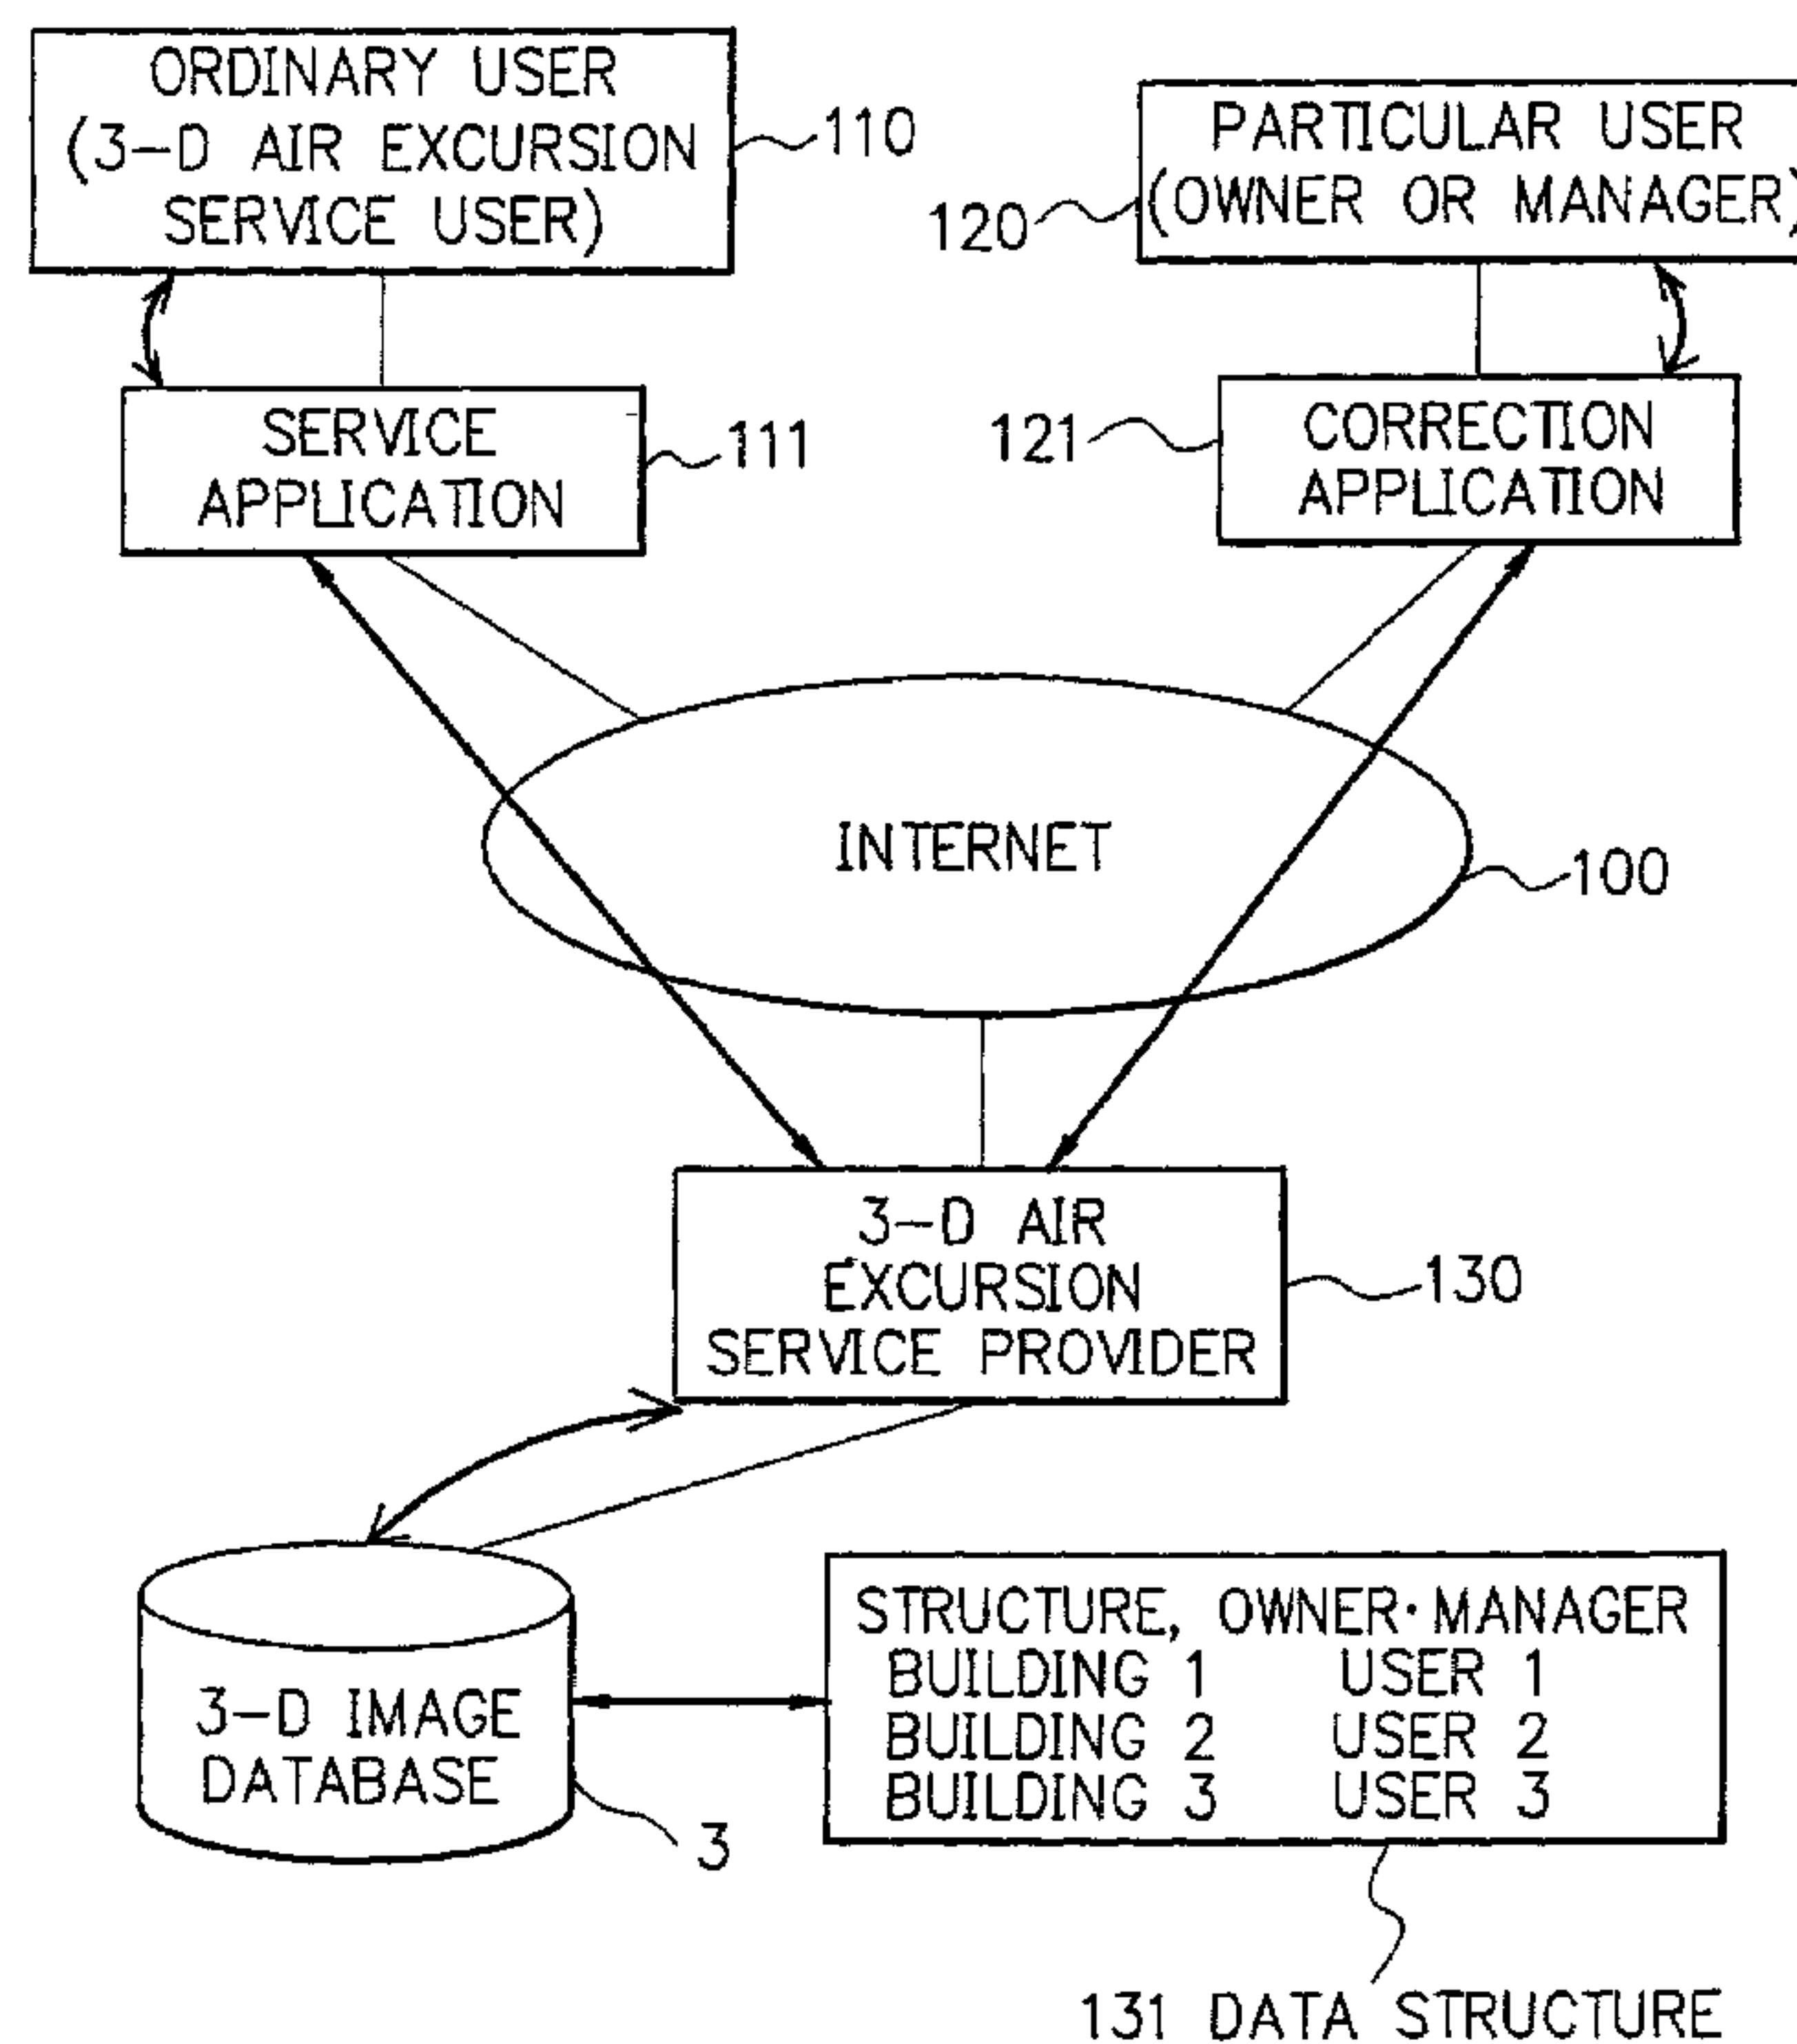 ORDINARY USER
(3-D AIR EXCURSION
SERVICE USER)
110
PARTICULAR USER
(OWNER OR MANAGER)
120
SERVICE
APPLICATION
111
121
CORRECTION
APPLICATION
INTERNET
100
3-D AIR
EXCURSION
SERVICE PROVIDER
130
3-D IMAGE
DATABASE
3
STRUCTURE, OWNER·MANAGER
BUILDING 1 USER 1
BUILDING 2 USER 2
BUILDING 3 USER 3
131 DATA STRUCTURE